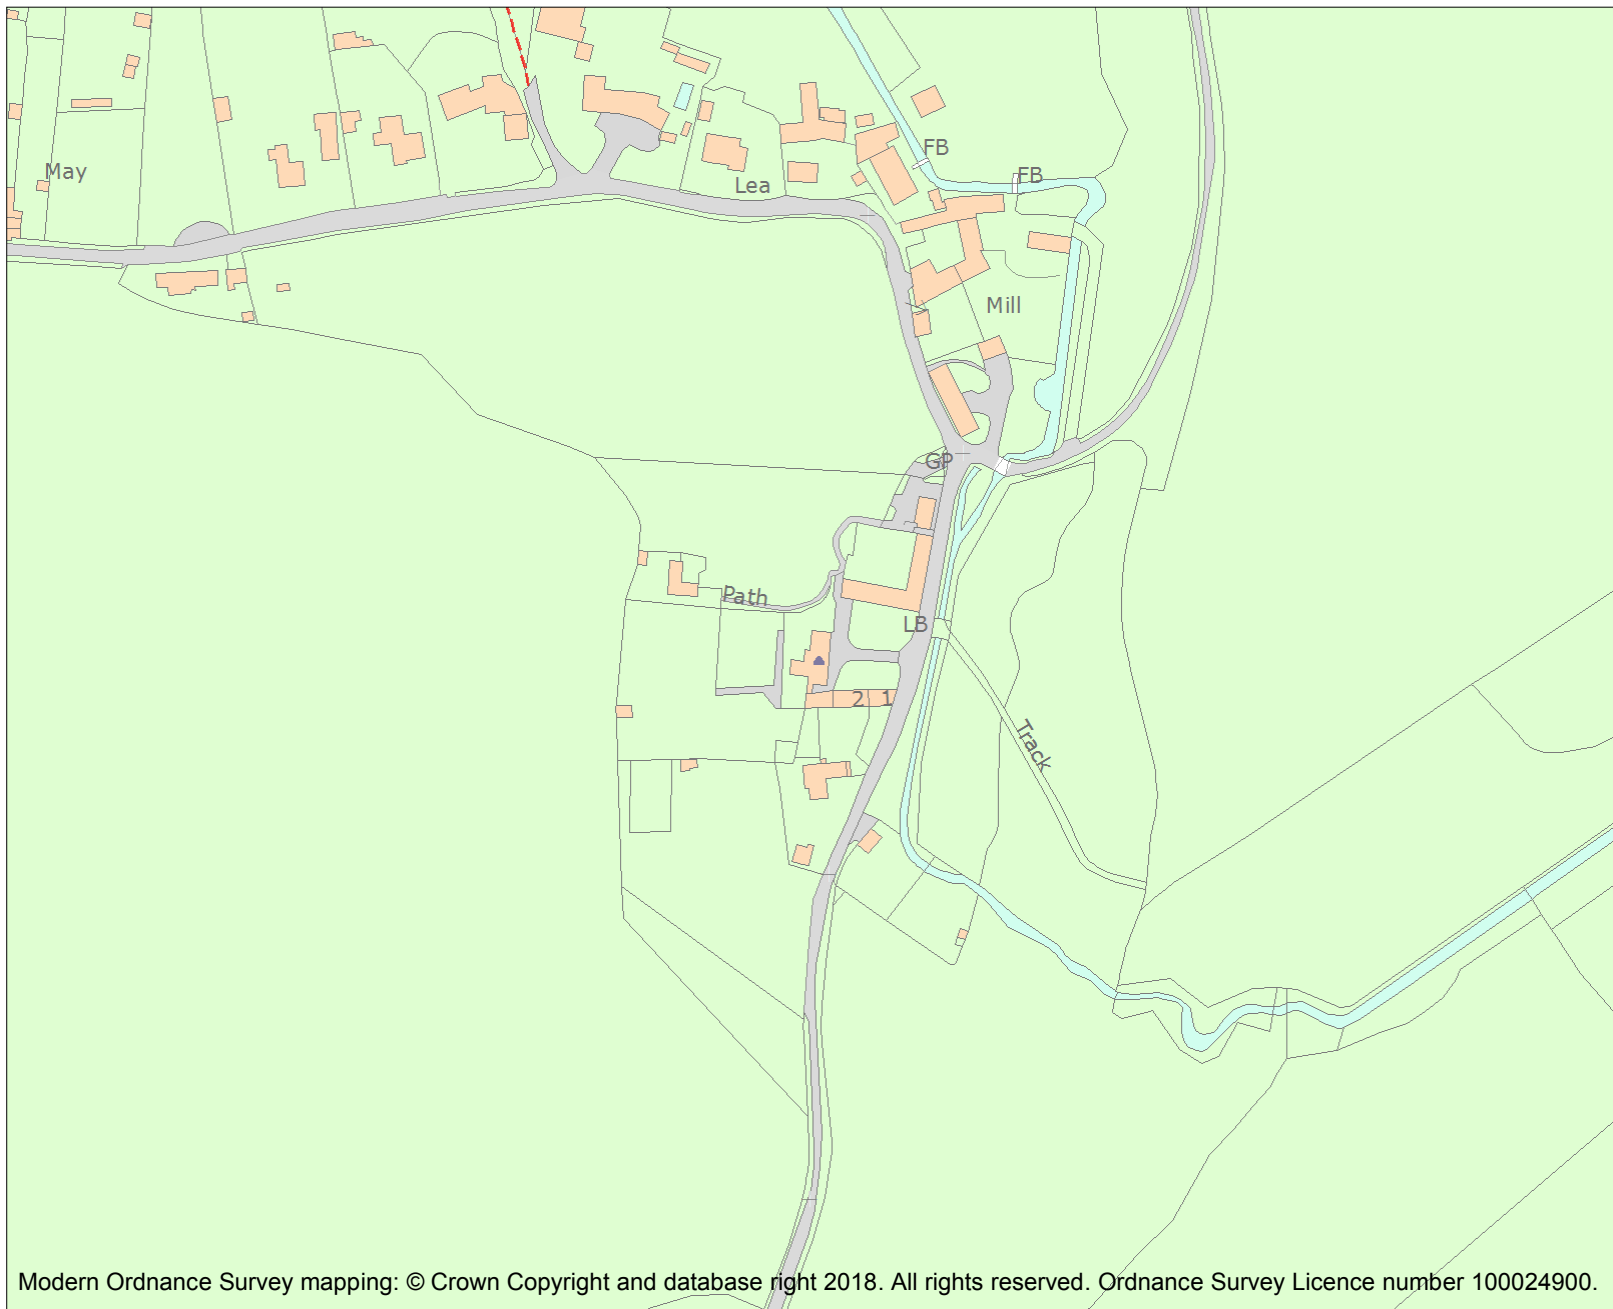 FB
FB
May
Lea
Mill
GP
Path
LB
2 1
Track
Modern Ordnance Survey mapping: © Crown Copyright and database right 2018. All rights reserved. Ordnance Survey Licence number 100024900.